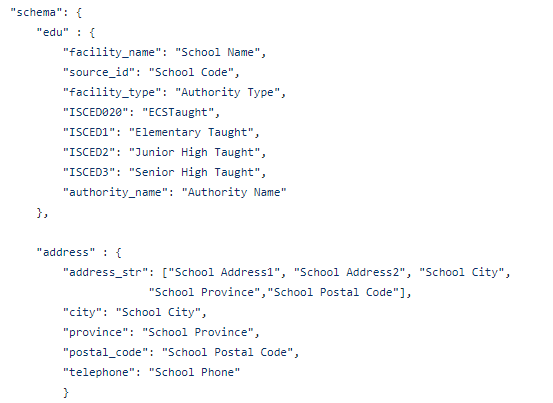 "schema": {
"edu" : {
"facility_name": "School Name",
"source_id": "School Code",
"facility_type": "Authority Type",
"ISCED020": "ECSTaught",
"ISCED1": "Elementary Taught",
"ISCED2": "Junior High Taught",
"ISCED3": "Senior High Taught",
"authority_name": "Authority Name"
},
"address" : {
"address_str": ["School Address1", "School Address2", "School City",
"School Province","School Postal Code"],
"city": "School City",
"province": "School Province",
"postal_code": "School Postal Code",
"telephone": "School Phone"
}